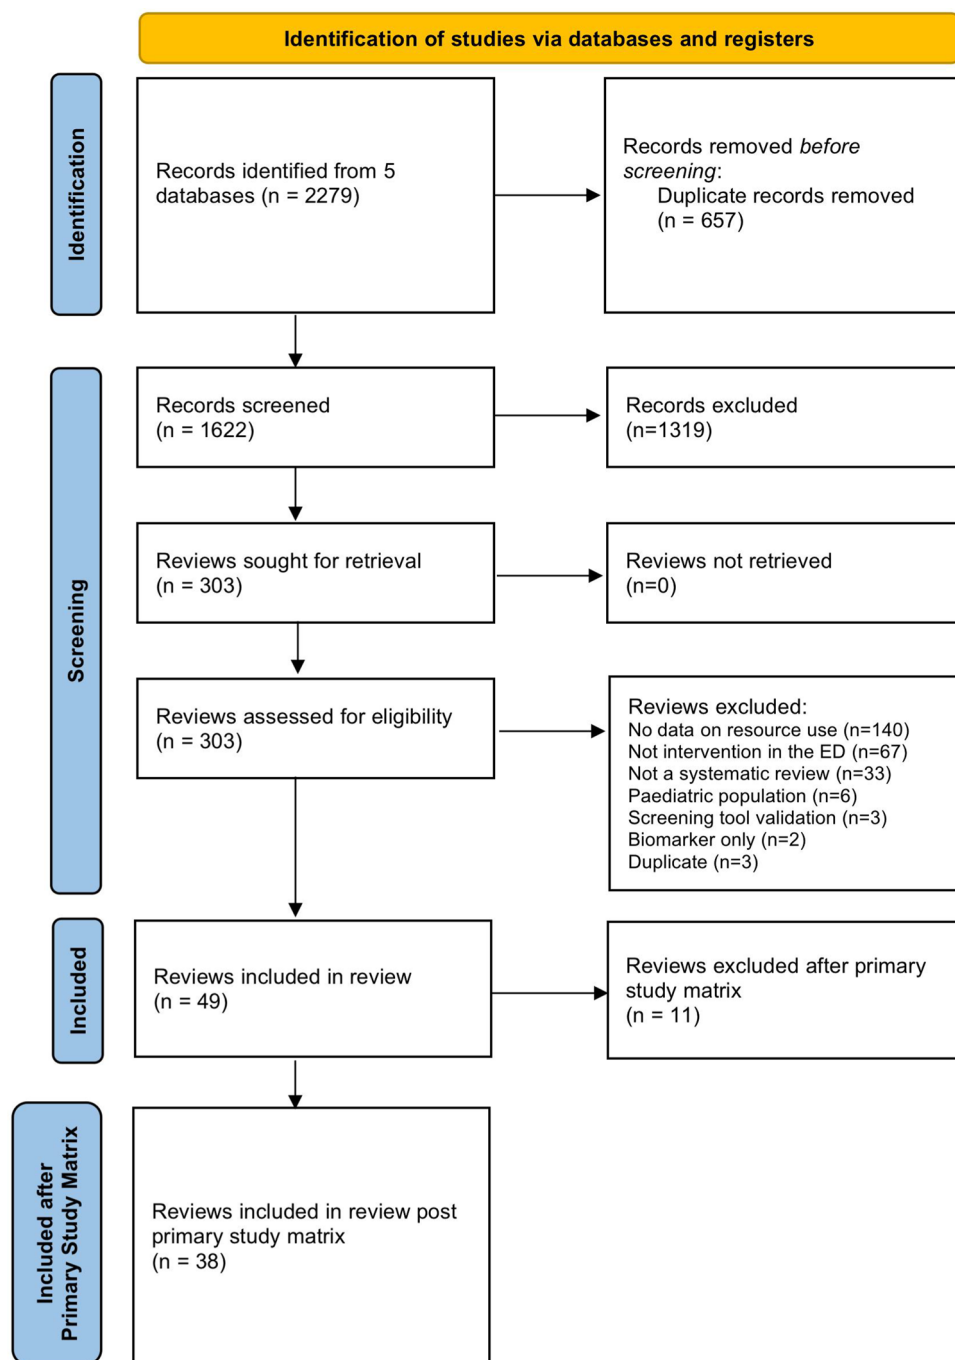 Identification of studies via databases and registers
Identification
Records identified from 5
databases (n = 2279)
Records removed before
screening:
Duplicate records removed
(n = 657)
Screening
Records screened
(n = 1622)
Records excluded
(n=1319)
Reviews sought for retrieval
(n = 303)
Reviews not retrieved
(n=0)
Reviews assessed for eligibility
(n = 303)
Reviews excluded:
No data on resource use (n=140)
Not intervention in the ED (n=67)
Not a systematic review (n=33)
Paediatric population (n=6)
Screening tool validation (n=3)
Biomarker only (n=2)
Duplicate (n=3)
Included
Reviews included in review
(n = 49)
Reviews excluded after primary
study matrix
(n = 11)
Included after
Primary Study Matrix
Reviews included in review post
primary study matrix
(n = 38)